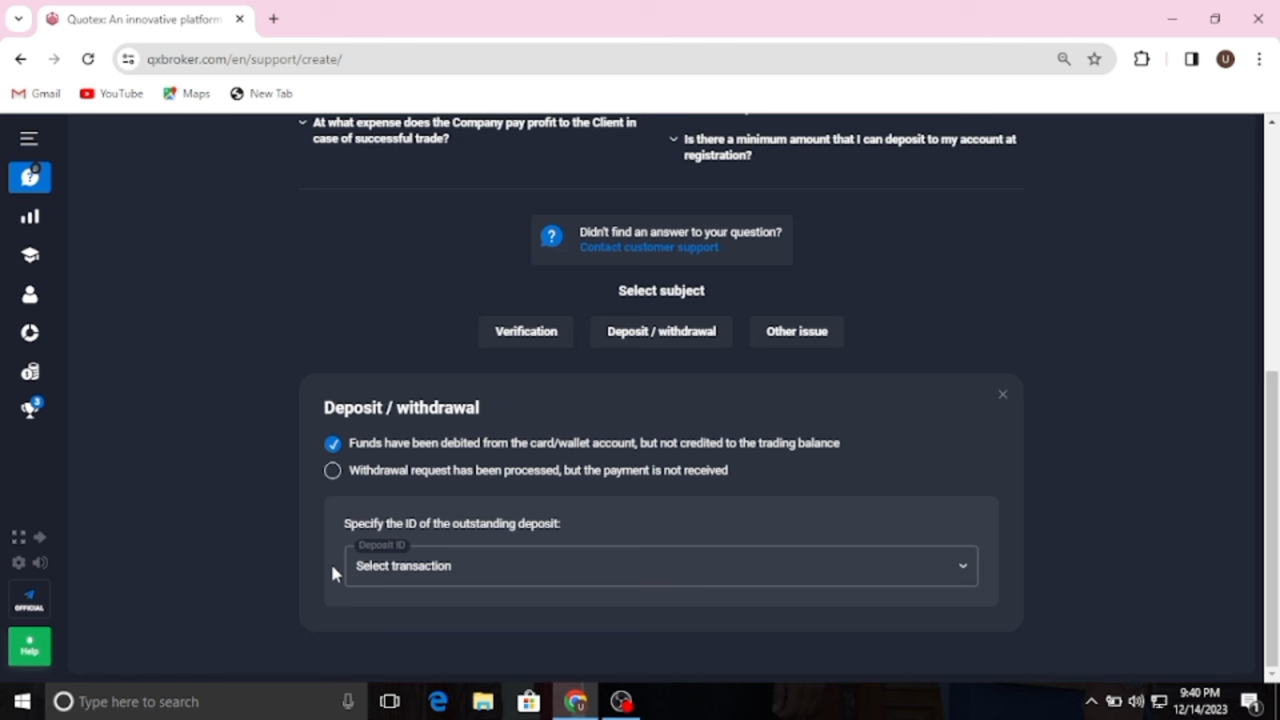 Quotex: An innovative platform
qxbroker.com/en/support/create/
U
Gmail
YouTube
Maps
New Tab
At what expense does the Company pay profit to the Client in
case of successful trade?
Is there a minimum amount that I can deposit to my account at
registration?
Didn't find an answer to your question?
Contact customer support
Select subject
Verification
Deposit / withdrawal
Other issue
Deposit / withdrawal
Funds have been debited from the card/wallet account, but not credited to the trading balance
Withdrawal request has been processed, but the payment is not received
Specify the ID of the outstanding deposit:
Deposit ID
Select transaction
3
OFFICIAL
Help
Type here to search
9:40 PM
12/14/2023
1